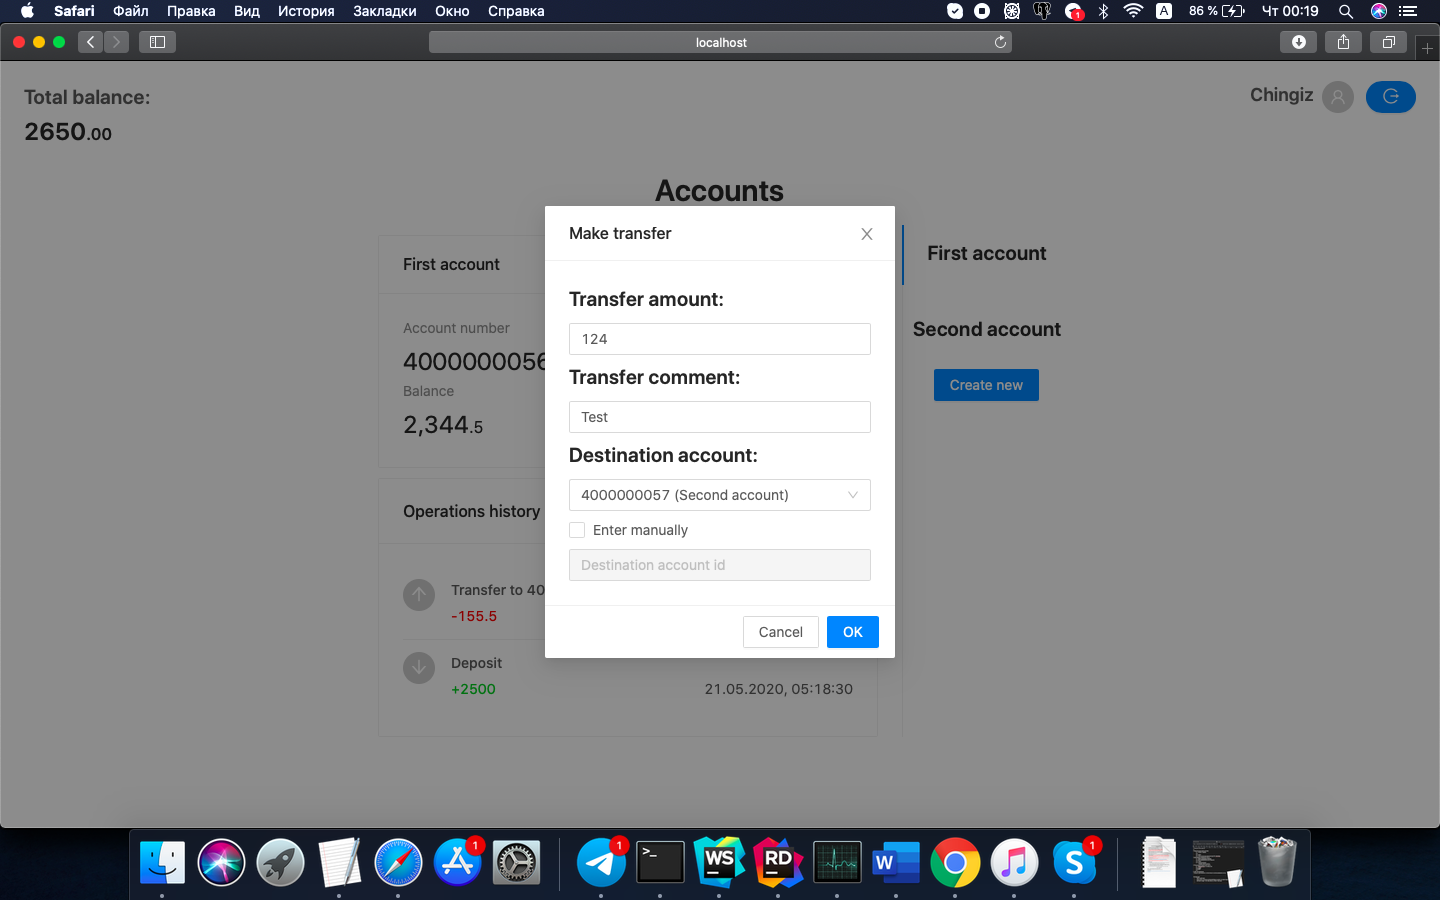 Safari Файл Правка Вид История Закладки Окно Справка
1 A 86 % Чт 00:19
localhost
Total balance:
2650.00
Chingiz
Accounts
First account
Account number
4000000056
Balance
2,344.5
Operations history
Transfer to 40
-155.5
Deposit
+2500
21.05.2020, 05:18:30
Make transfer
Transfer amount:
124
Transfer comment:
Test
Destination account:
4000000057 (Second account)
Enter manually
Destination account id
Cancel
OK
First account
Second account
Create new
1
1
>_
WS
RD
W
S
1